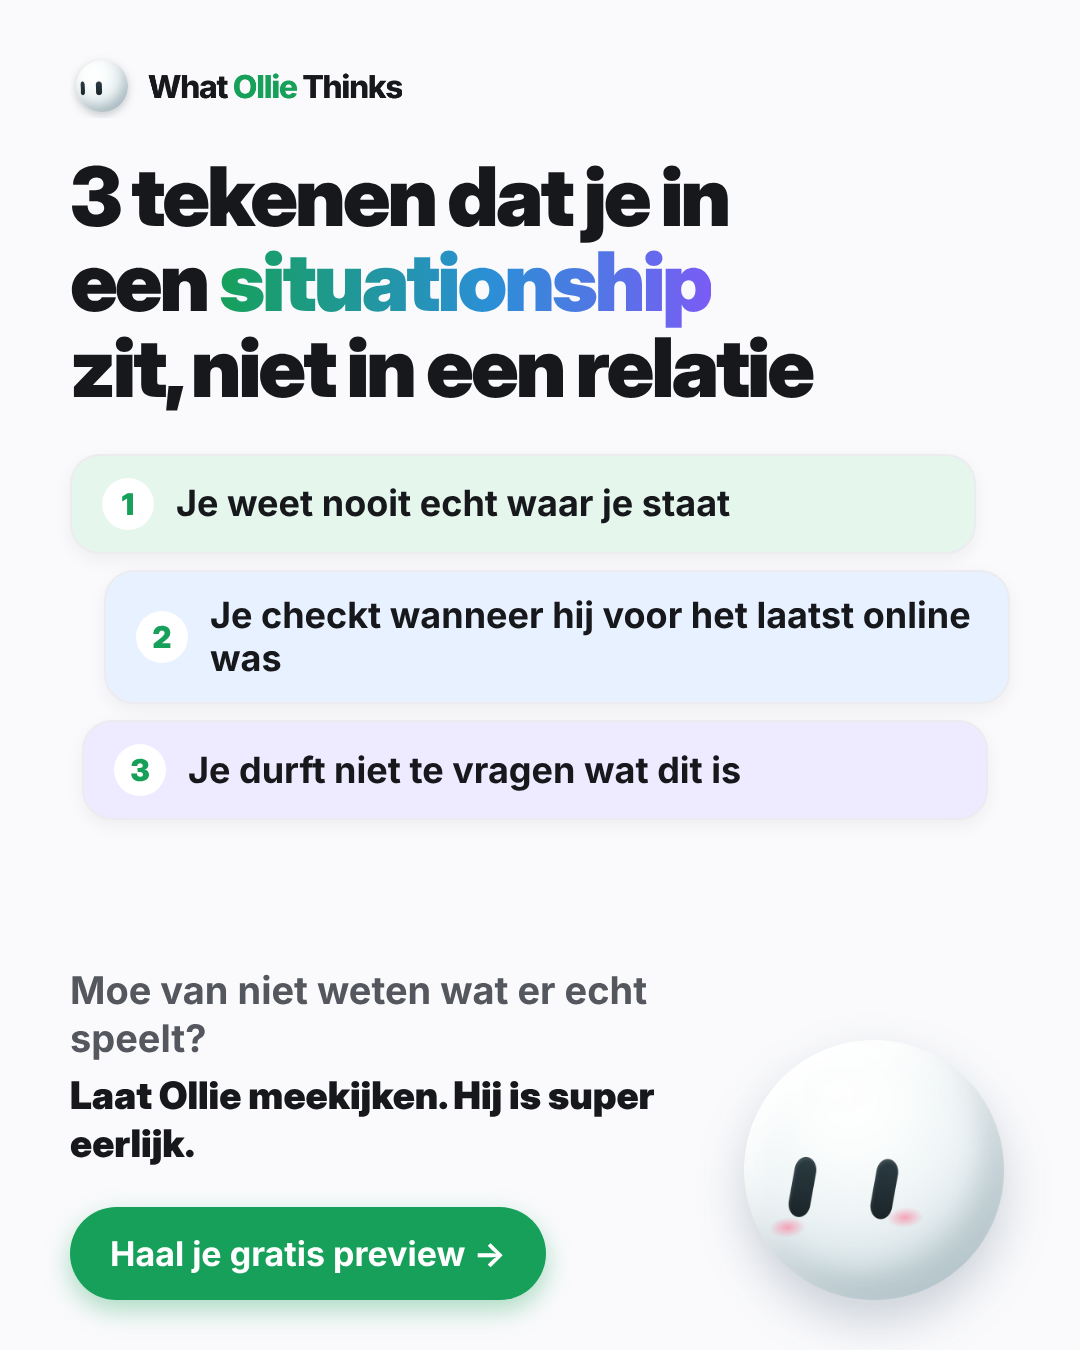 What Ollie Thinks
3 tekenen dat je in
een situationship
zit, niet in een relatie
1 Je weet nooit echt waar je staat
2 Je checkt wanneer hij voor het laatst online
was
3 Je durft niet te vragen wat dit is
Moe van niet weten wat er echt
speelt?
Laat Ollie meekijken. Hij is super
eerlijk.
Haal je gratis preview →